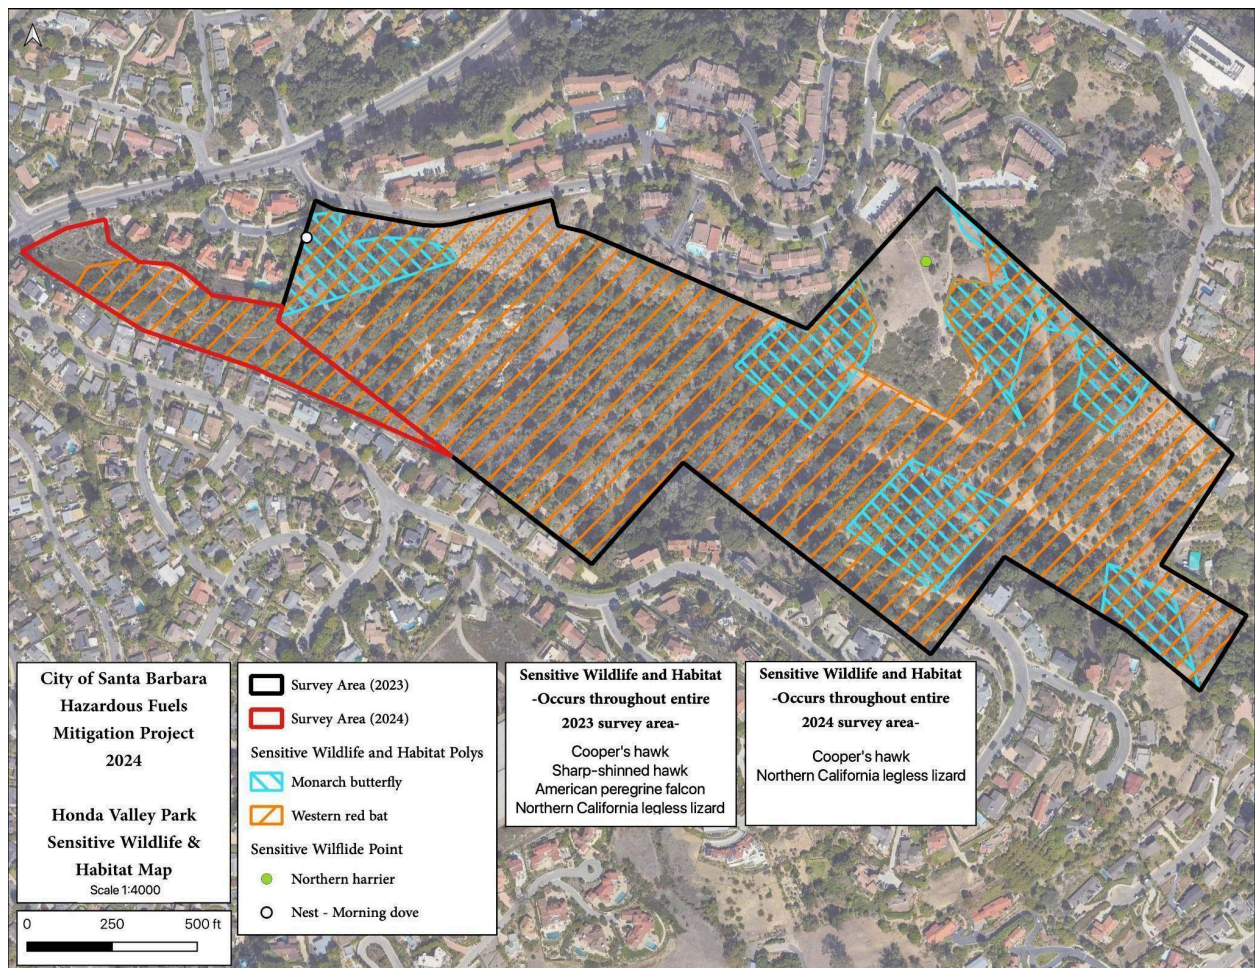 City of Santa Barbara
Hazardous Fuels
Mitigation Project
2024
Honda Valley Park
Sensitive Wildlife &
Habitat Map
Scale 1:4000
0 250 500 ft
Survey Area (2023)
Survey Area (2024)
Sensitive Wildlife and Habitat Polys
Monarch butterfly
Western red bat
Sensitive Wilflide Point
Northern harrier
Nest - Morning dove
Sensitive Wildlife and Habitat
-Occurs throughout entire
2023 survey area-
Cooper's hawk
Sharp-shinned hawk
American peregrine falcon
Northern California legless lizard
Sensitive Wildlife and Habitat
-Occurs throughout entire
2024 survey area-
Cooper's hawk
Northern California legless lizard